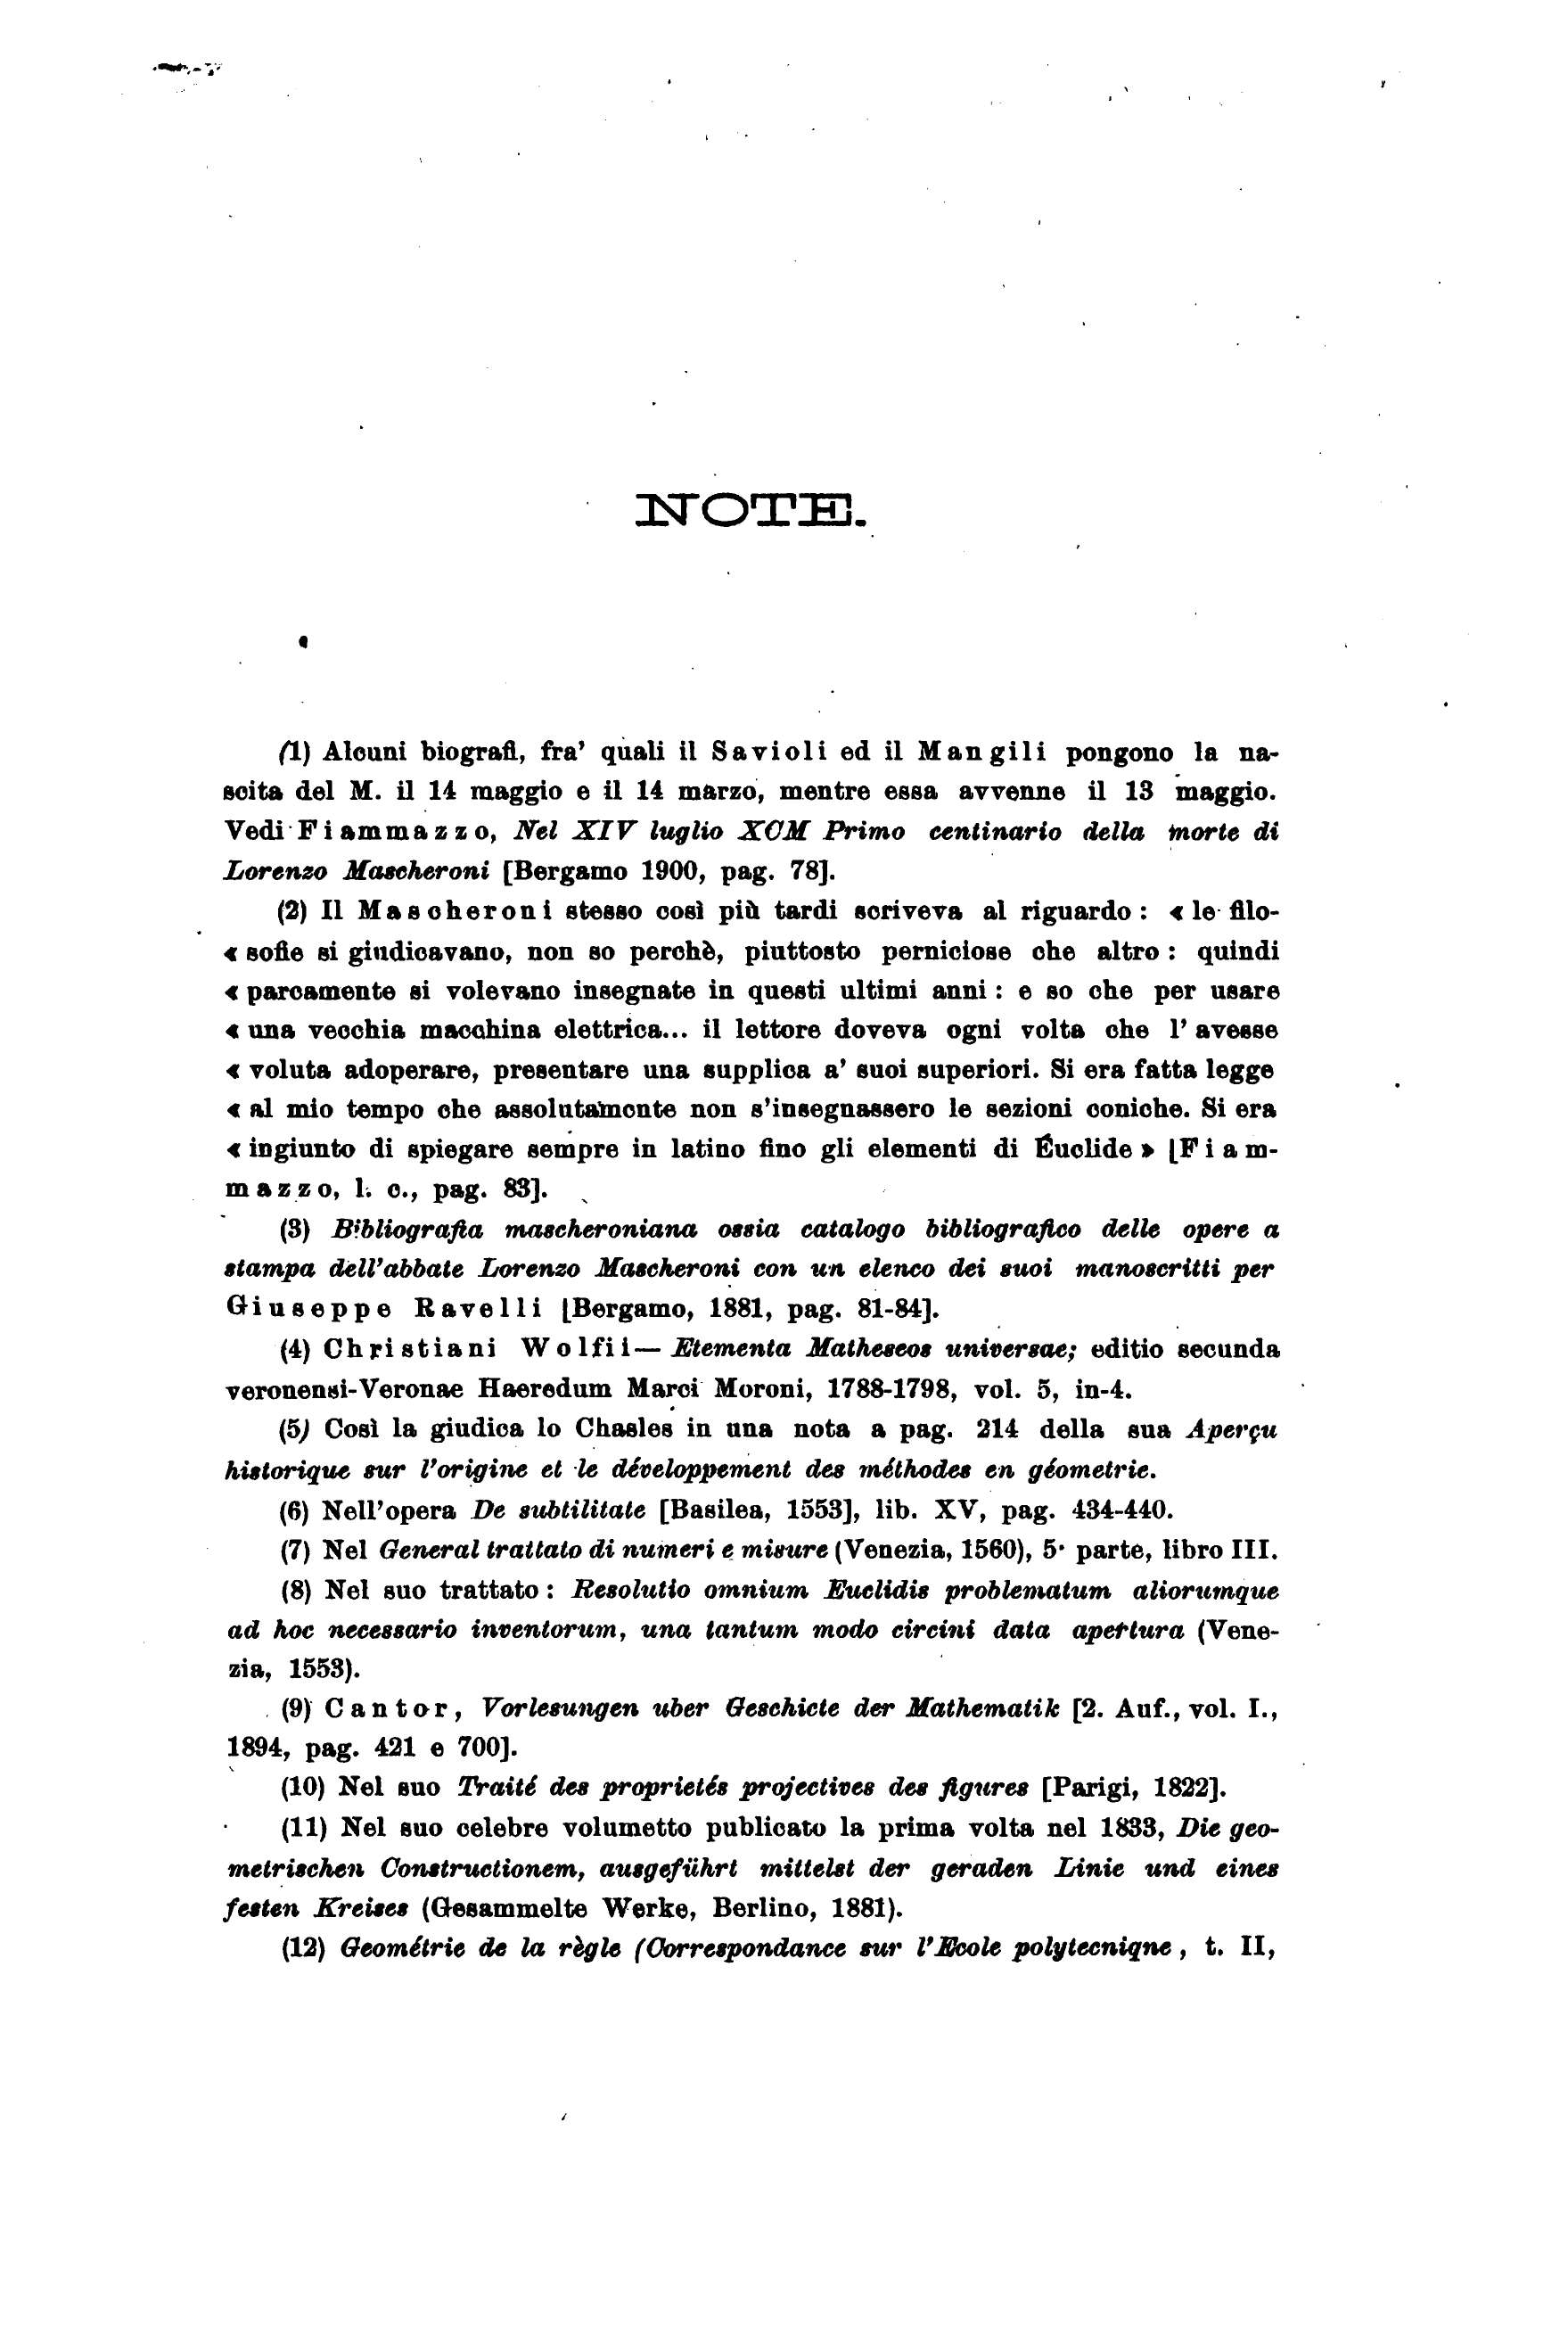 NOTE.
(1) Alcuni biografi, fra' quali il Savioli ed il Mangili pongono la na-
scita del M. il 14 maggio e il 14 marzo, mentre essa avvenne il 13 maggio.
Vedi Fiammazzo, Nel XIV luglio XCM Primo centinario della morte di
Lorenzo Mascheroni [Bergamo 1900, pag. 78].
(2) Il Mascheroni stesso così più tardi scriveva al riguardo : « le filo-
« sofie si giudicavano, non so perchè, piuttosto perniciose che altro : quindi
« parcamente si volevano insegnate in questi ultimi anni : e so che per usare
« una vecchia macchina elettrica... il lettore doveva ogni volta che l' avesse
« voluta adoperare, presentare una supplica a' suoi superiori. Si era fatta legge
« al mio tempo che assolutamente non s'insegnassero le sezioni coniche. Si era
« ingiunto di spiegare sempre in latino fino gli elementi di Éuclide » [Fiam-
mazzo, l. c., pag. 83].
(3) Bibliografia mascheroniana ossia catalogo bibliografico delle opere a
stampa dell'abbate Lorenzo Mascheroni con un elenco dei suoi manoscritti per
Giuseppe Ravelli [Bergamo, 1881, pag. 81-84].
(4) Christiani Wolfii— Etementa Matheseos universae; editio secunda
veronensi-Veronae Haeredum Marci Moroni, 1788-1798, vol. 5, in-4.
(5) Così la giudica lo Chasles in una nota a pag. 214 della sua Aperçu
historique sur l'origine et le développement des méthodes en géometrie.
(6) Nell'opera De subtilitate [Basilea, 1553], lib. XV, pag. 434-440.
(7) Nel General trattato di numeri e misure (Venezia, 1560), 5· parte, libro III.
(8) Nel suo trattato : Resolutio omnium Euclidis problematum aliorumque
ad hoc necessario inventorum, una tantum modo circini data apertura (Vene-
zia, 1553).
(9) Cantor, Vorlesungen uber Geschicte der Mathematik [2. Auf., vol. I.,
1894, pag. 421 e 700].
(10) Nel suo Traité des proprietés projectives des figures [Parigi, 1822].
(11) Nel suo celebre volumetto publicato la prima volta nel 1833, Die geo-
metrischen Constructionem, ausgeführt mittelst der geraden Linie und eines
festen Kreises (Gesammelte Werke, Berlino, 1881).
(12) Geométrie de la règle (Correspondance sur l'Ecole polytecniqne, t. II,